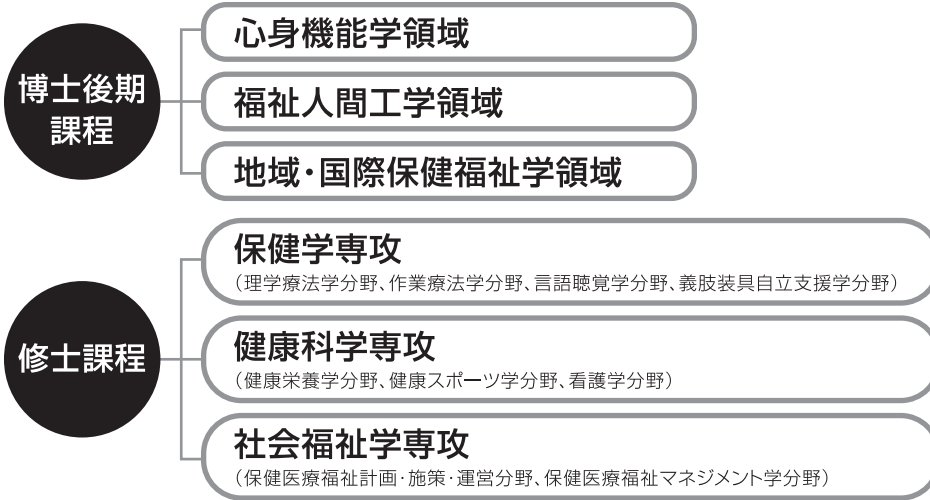 博士後期
課程
心身機能学領域
福祉人間工学領域
地域・国際保健福祉学領域
修士課程
保健学専攻
（理学療法学分野、作業療法学分野、言語聴覚学分野、義肢装具自立支援学分野）
健康科学専攻
（健康栄養学分野、健康スポーツ学分野、看護学分野）
社会福祉学専攻
（保健医療福祉計画・施策・運営分野、保健医療福祉マネジメント学分野）